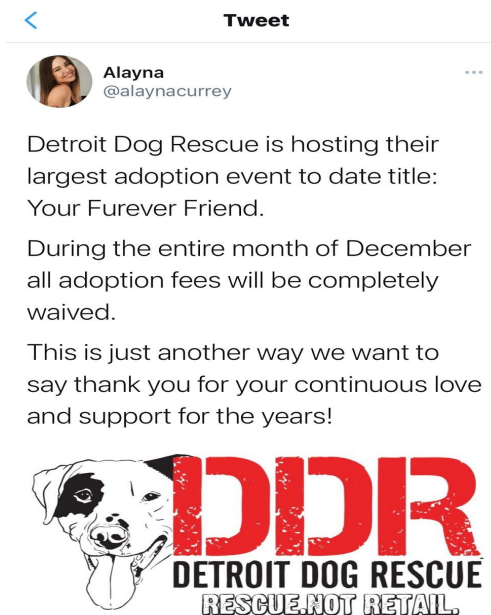 Tweet
Alayna
@alaynacurrey
Detroit Dog Rescue is hosting their
largest adoption event to date title:
Your Furever Friend.
During the entire month of December
all adoption fees will be completely
waived.
This is just another way we want to
say thank you for your continuous love
and support for the years!
DDR
DETROIT DOG RESCUE
RESCUE.NOT RETAIL.